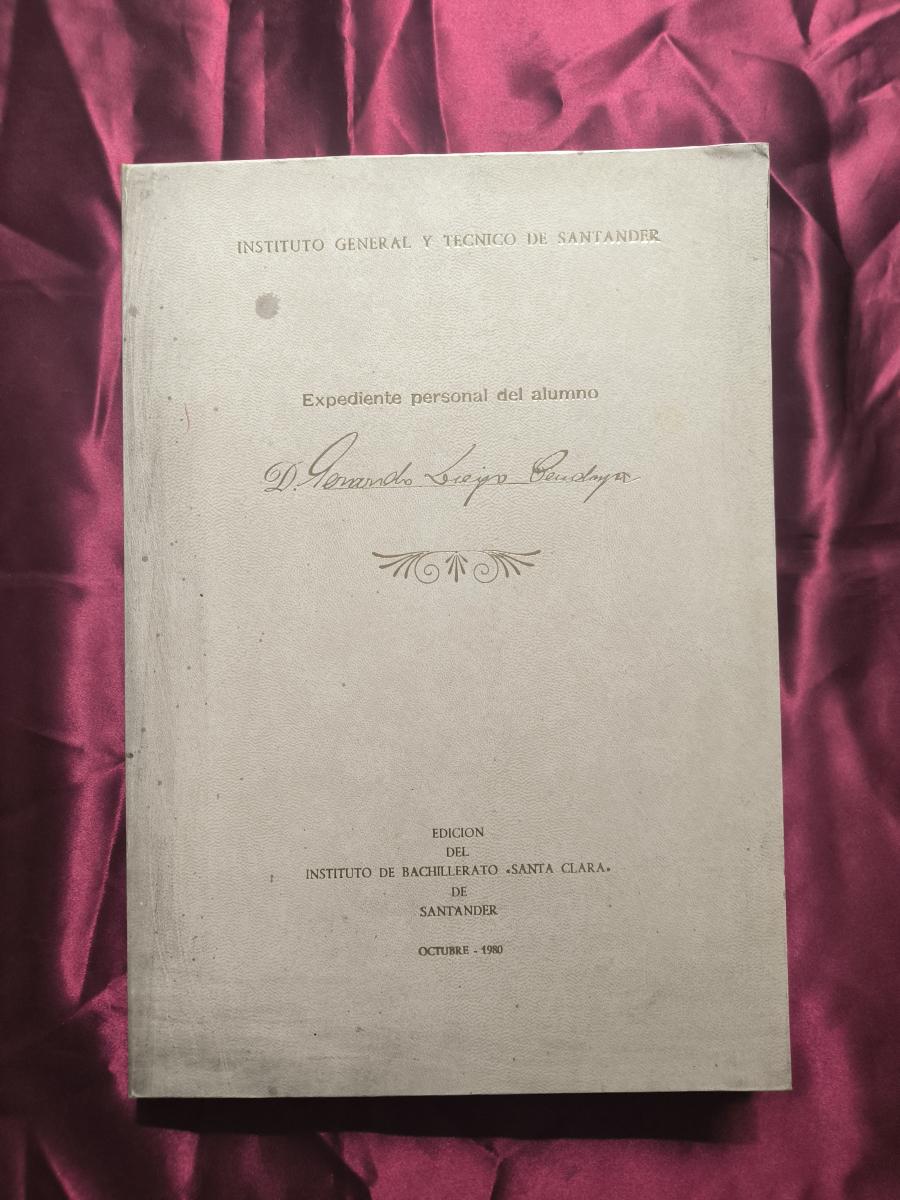 INSTITUTO GENERAL Y TECNICO DE SANTANDER
Expediente personal del alumno
D. Gerardo Diego Cendoya
EDICION
DEL
INSTITUTO DE BACHILLERATO «SANTA CLARA»
DE
SANTANDER
OCTUBRE - 1980